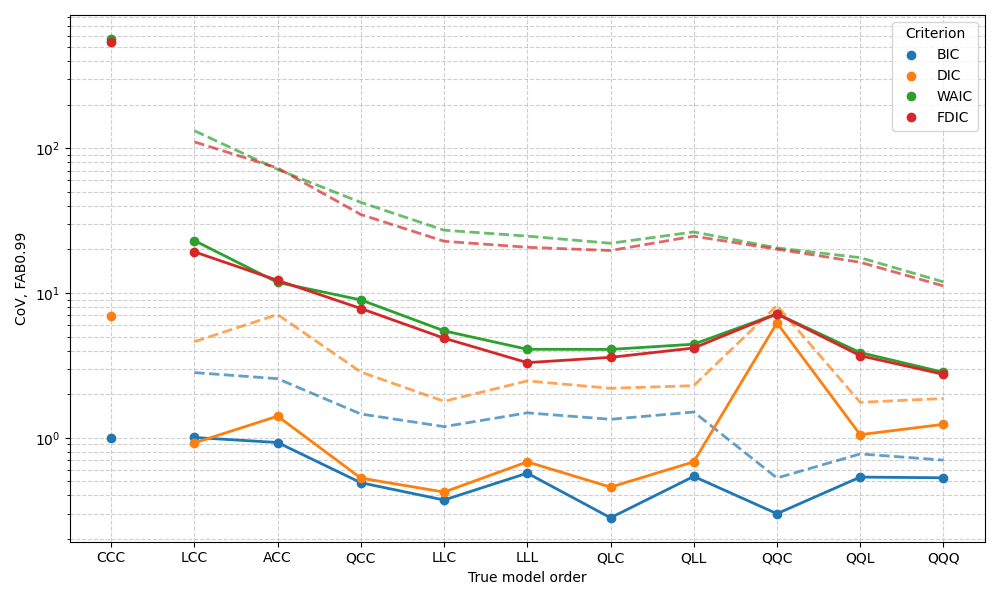 Criterion
BIC
DIC
WAIC
FDIC
CoV, FAB0.99
10²
10¹
10⁰
CCC LCC ACC QCC LLC LLL QLC QLL QQC QQL QQQ
True model order